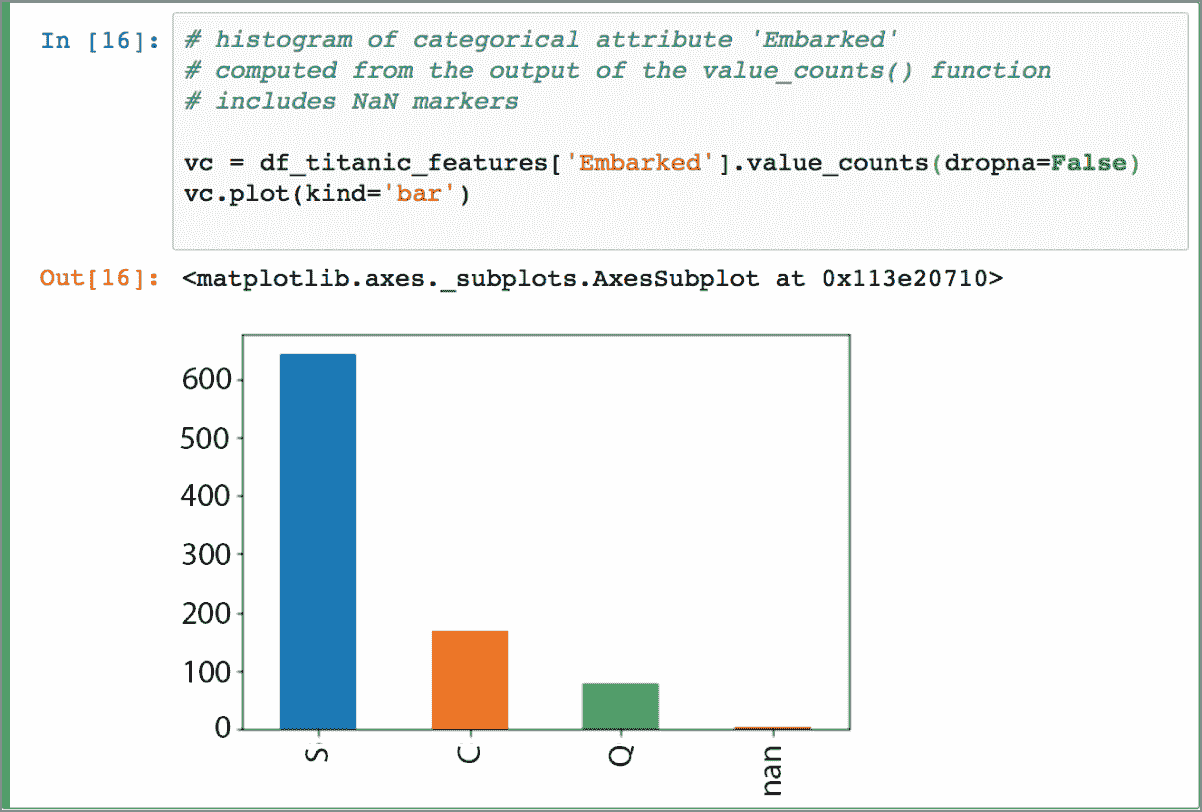 In [16]: # histogram of categorical attribute 'Embarked'
# computed from the output of the value_counts() function
# includes NaN markers
vc = df_titanic_features['Embarked'].value_counts(dropna=False)
vc.plot(kind='bar')
Out[16]: <matplotlib.axes._subplots.AxesSubplot at 0x113e20710>
600
500
400
300
200
100
0
S C Q nan